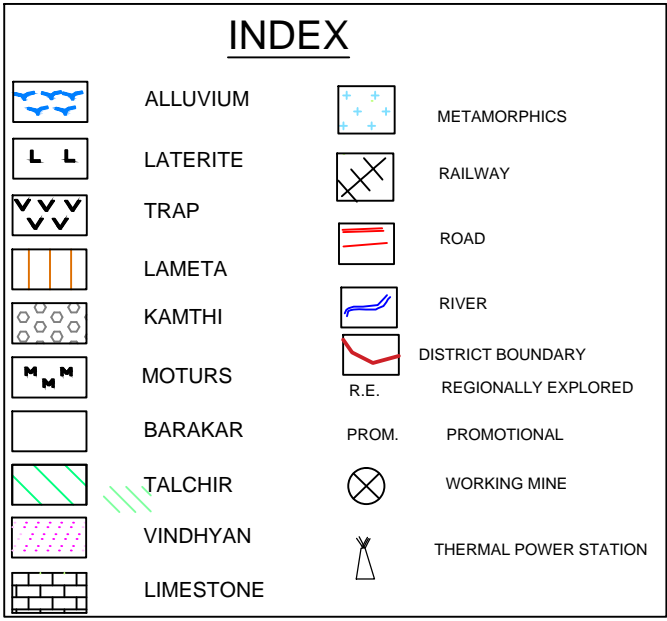 INDEX
ALLUVIUM
LATERITE
TRAP
LAMETA
KAMTHI
MOTURS
BARAKAR
TALCHIR
VINDHYAN
LIMESTONE
METAMORPHICS
RAILWAY
ROAD
RIVER
DISTRICT BOUNDARY
R.E. REGIONALLY EXPLORED
PROM. PROMOTIONAL
WORKING MINE
THERMAL POWER STATION